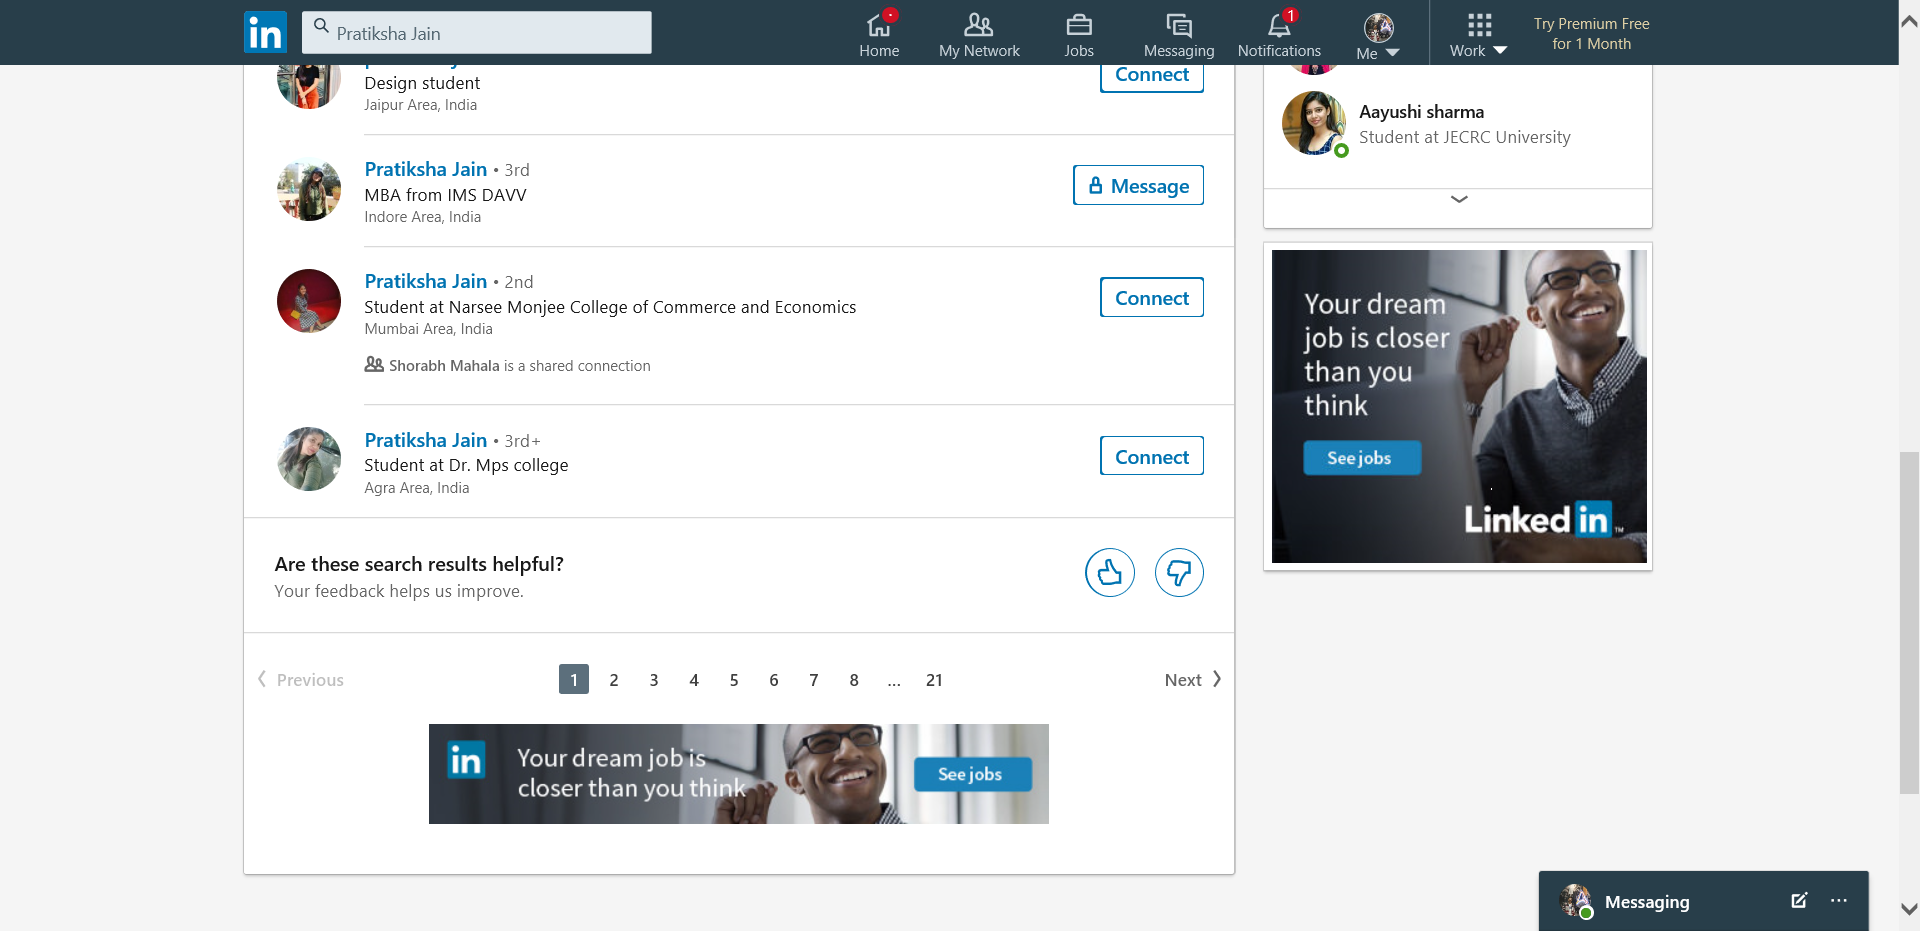 in
Pratiksha Jain
Home
My Network
Jobs
Messaging
1
Notifications
Me
Work
Try Premium Free
for 1 Month
Design student
Jaipur Area, India
Connect
Pratiksha Jain • 3rd
MBA from IMS DAVV
Indore Area, India
Message
Pratiksha Jain • 2nd
Student at Narsee Monjee College of Commerce and Economics
Mumbai Area, India
Shorabh Mahala is a shared connection
Connect
Pratiksha Jain • 3rd+
Student at Dr. Mps college
Agra Area, India
Connect
Are these search results helpful?
Your feedback helps us improve.
Previous
1 2 3 4 5 6 7 8 ... 21
Next
in
Your dream job is
closer than you think
See jobs
Aayushi sharma
Student at JECRC University
Your dream
job is closer
than you
think
See jobs
Linked in ™
Messaging